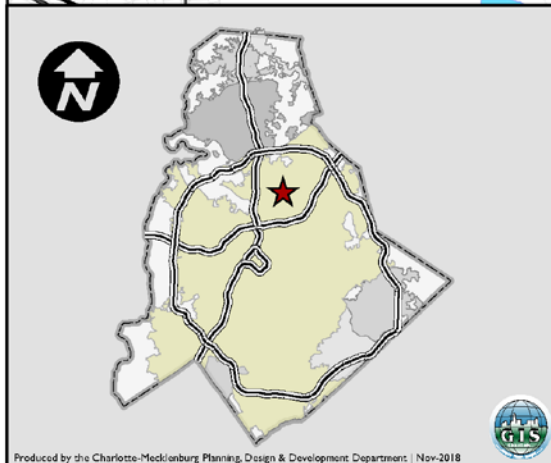 N
Produced by the Charlotte-Mecklenburg Planning, Design & Development Department | Nov-2018
GIS